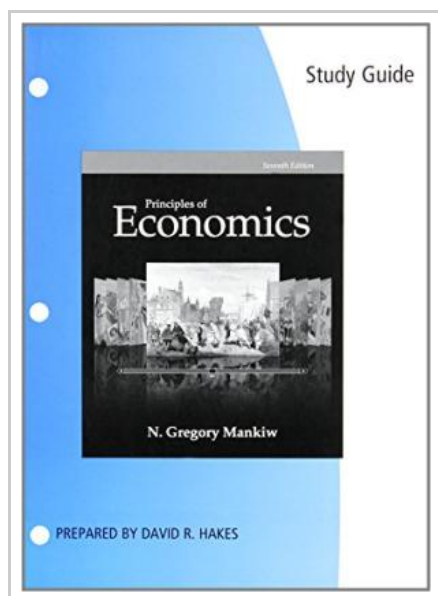 Study Guide
Seventh Edition
Principles of
Economics
N. Gregory Mankiw
PREPARED BY DAVID R. HAKES